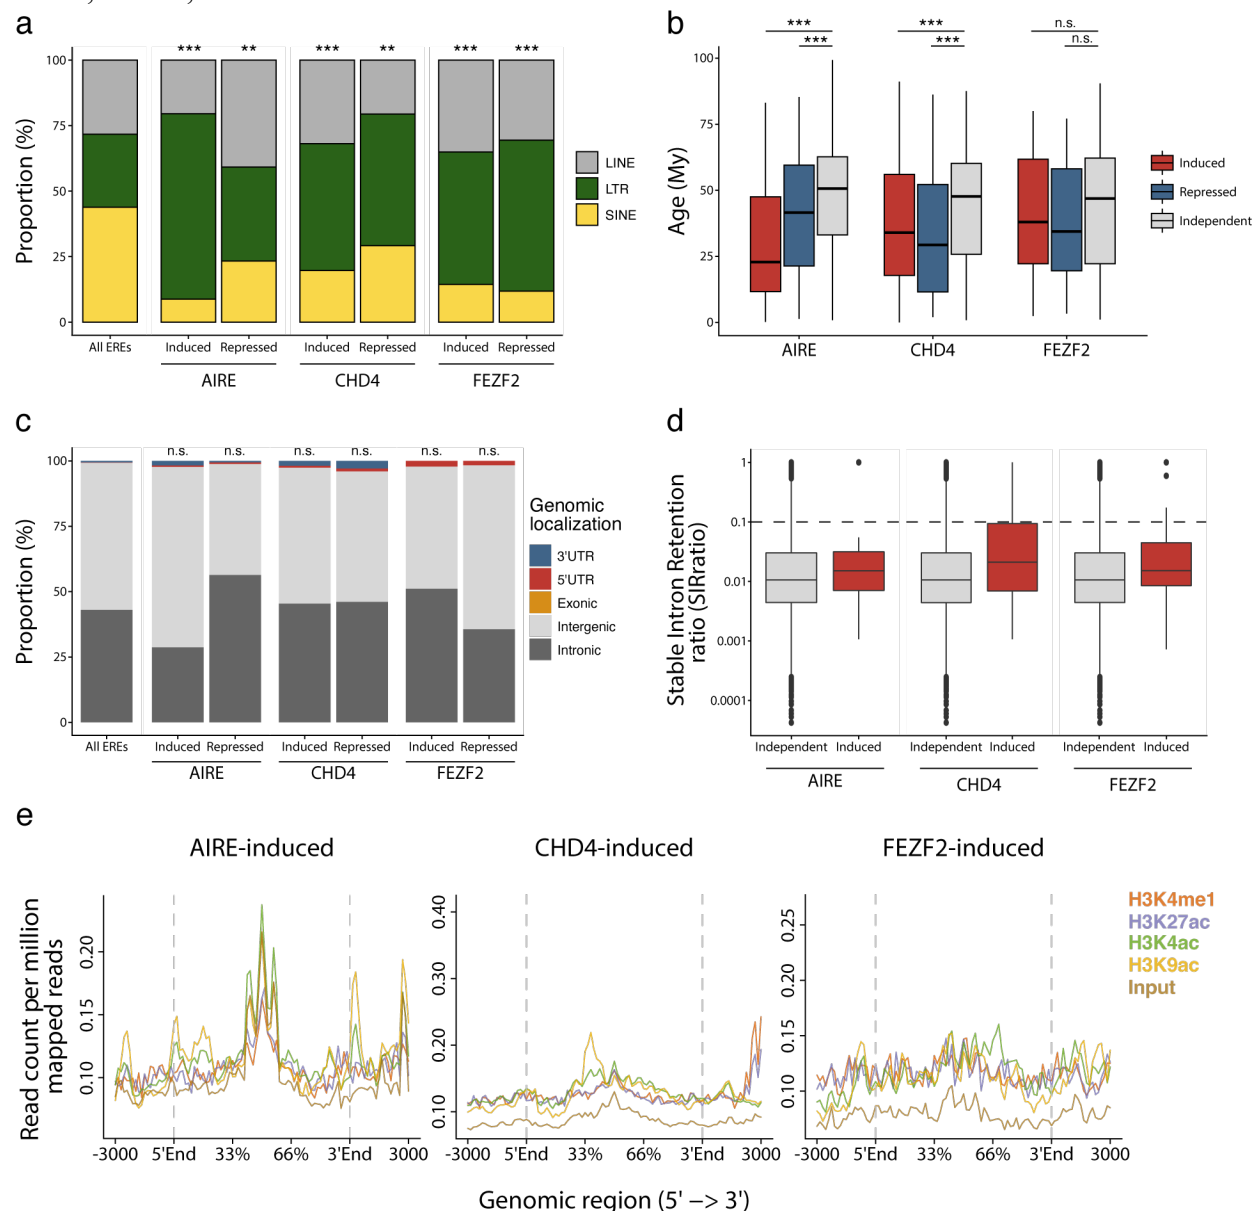 a
*** ** *** ** *** ***
Proportion (%)
100
75
50
25
0
All EREs
Induced Repressed Induced Repressed Induced Repressed
AIRE CHD4 FEZF2
LINE
LTR
SINE
b
*** *** n.s.
*** *** n.s.
Age (My)
100
75
50
25
0
AIRE CHD4 FEZF2
Induced
Repressed
Independent
c
n.s. n.s. n.s. n.s. n.s. n.s.
Proportion (%)
100
75
50
25
0
All EREs Induced Repressed Induced Repressed Induced Repressed
AIRE CHD4 FEZF2
Genomic
localization
3'UTR
5'UTR
Exonic
Intergenic
Intronic
d
Stable Intron Retention
ratio (SIRratio)
1
0.1
0.01
0.001
0.0001
Independent Induced Independent Induced Independent Induced
AIRE CHD4 FEZF2
e
AIRE-induced CHD4-induced FEZF2-induced
Read count per million
mapped reads
0.20
0.15
0.10
-3000 5'End 33% 66% 3'End 3000
0.40
0.30
0.20
0.10
-3000 5'End 33% 66% 3'End 3000
0.25
0.20
0.15
0.10
-3000 5'End 33% 66% 3'End 3000
H3K4me1
H3K27ac
H3K4ac
H3K9ac
Input
Genomic region (5' –> 3')